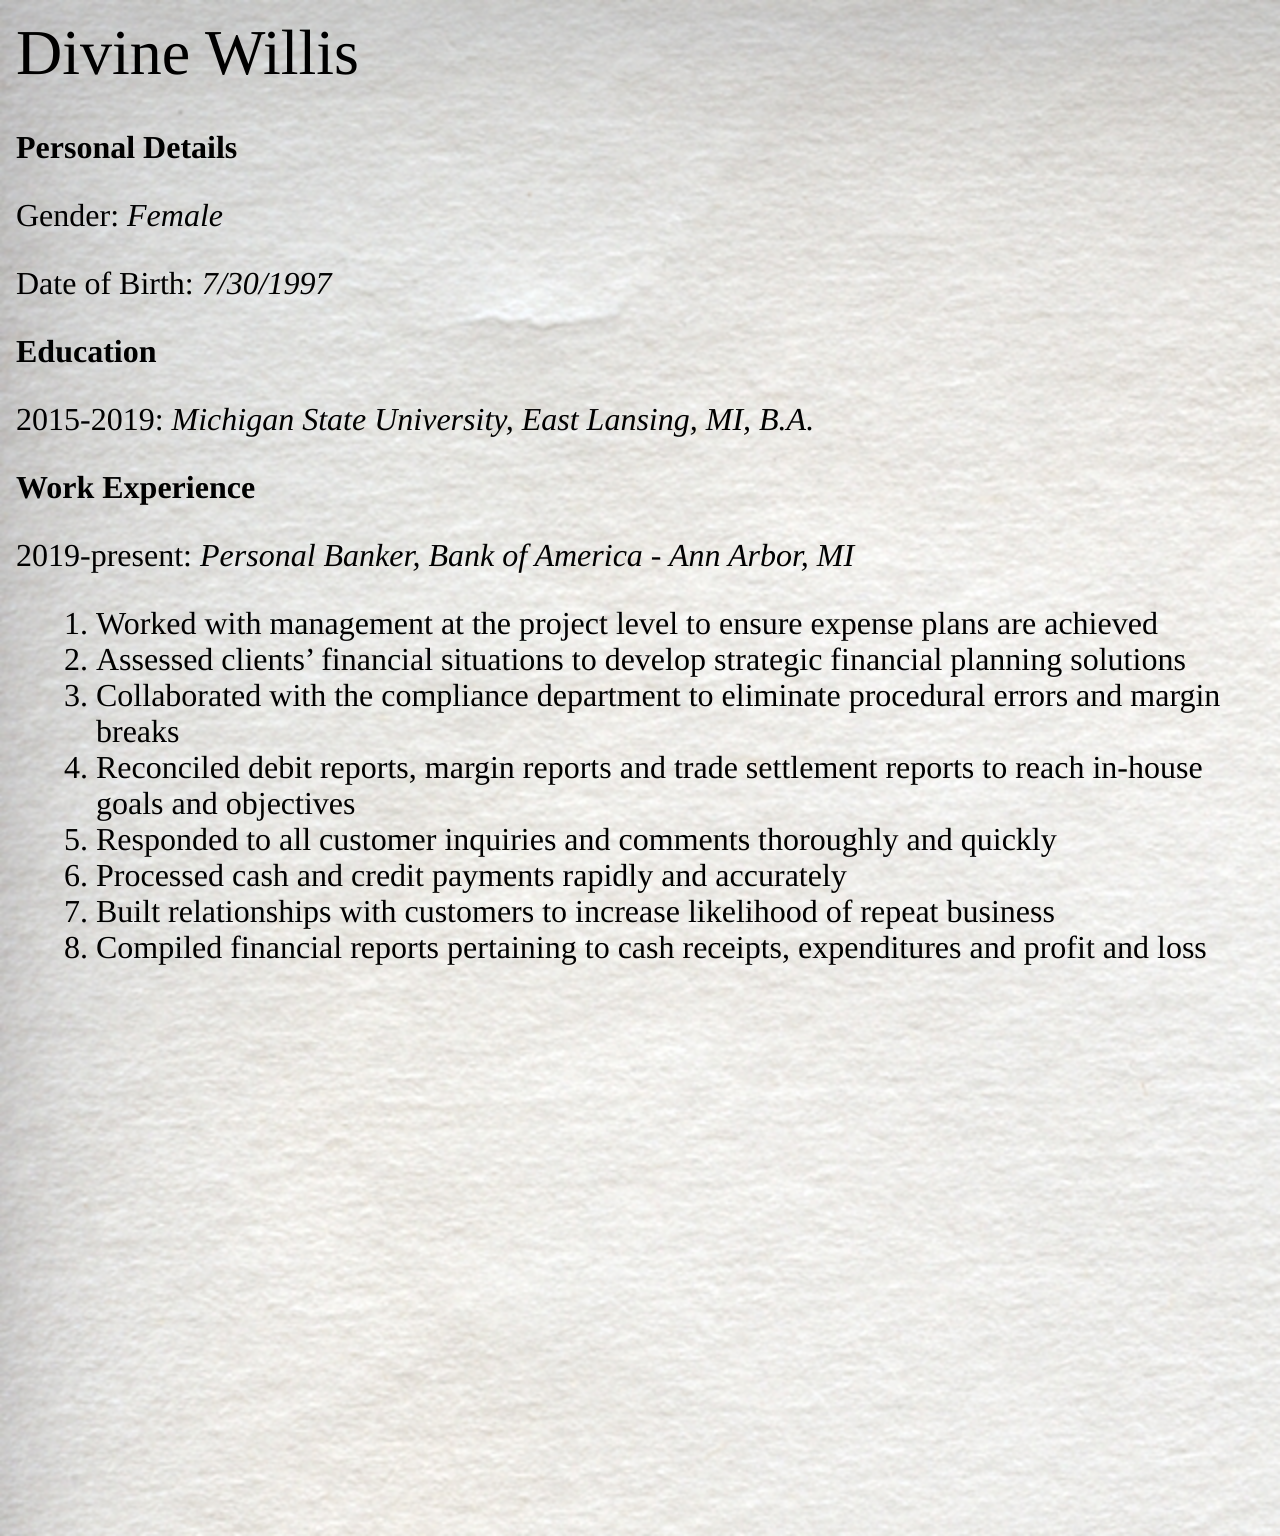 Divine Willis
Personal Details
Gender: Female
Date of Birth: 7/30/1997
Education
2015-2019: Michigan State University, East Lansing, MI, B.A.
Work Experience
2019-present: Personal Banker, Bank of America - Ann Arbor, MI
1. Worked with management at the project level to ensure expense plans are achieved
2. Assessed clients’ financial situations to develop strategic financial planning solutions
3. Collaborated with the compliance department to eliminate procedural errors and margin
breaks
4. Reconciled debit reports, margin reports and trade settlement reports to reach in-house
goals and objectives
5. Responded to all customer inquiries and comments thoroughly and quickly
6. Processed cash and credit payments rapidly and accurately
7. Built relationships with customers to increase likelihood of repeat business
8. Compiled financial reports pertaining to cash receipts, expenditures and profit and loss